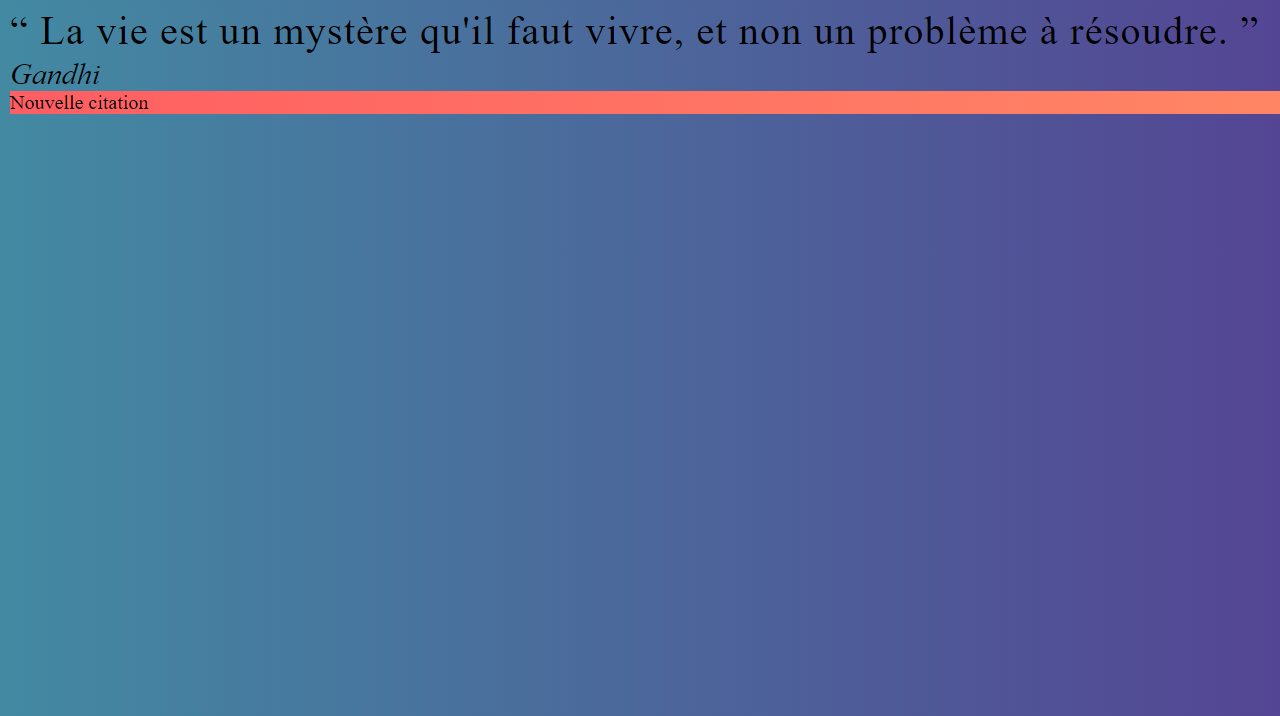 “ La vie est un mystère qu'il faut vivre, et non un problème à résoudre. ”
Gandhi
Nouvelle citation